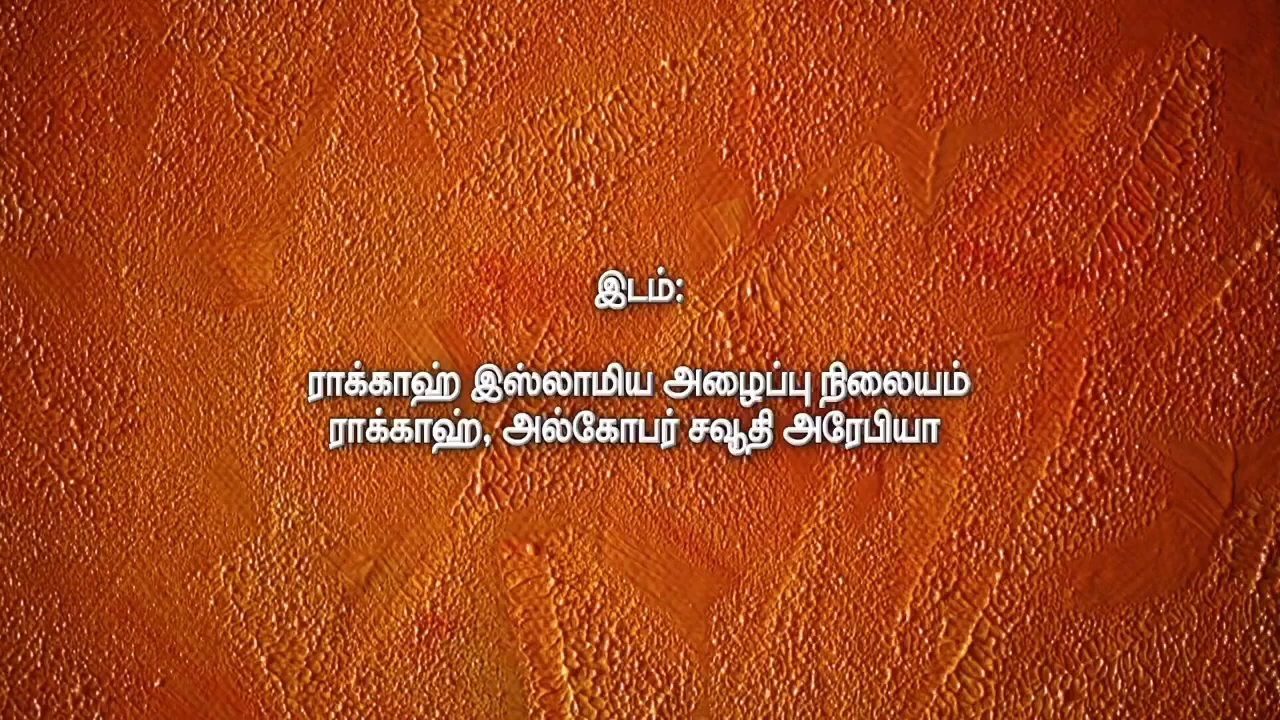 இடம்:
ராக்காஹ் இஸ்லாமிய அழைப்பு நிலையம்
ராக்காஹ், அல்கோபர் சவூதி அரேபியா